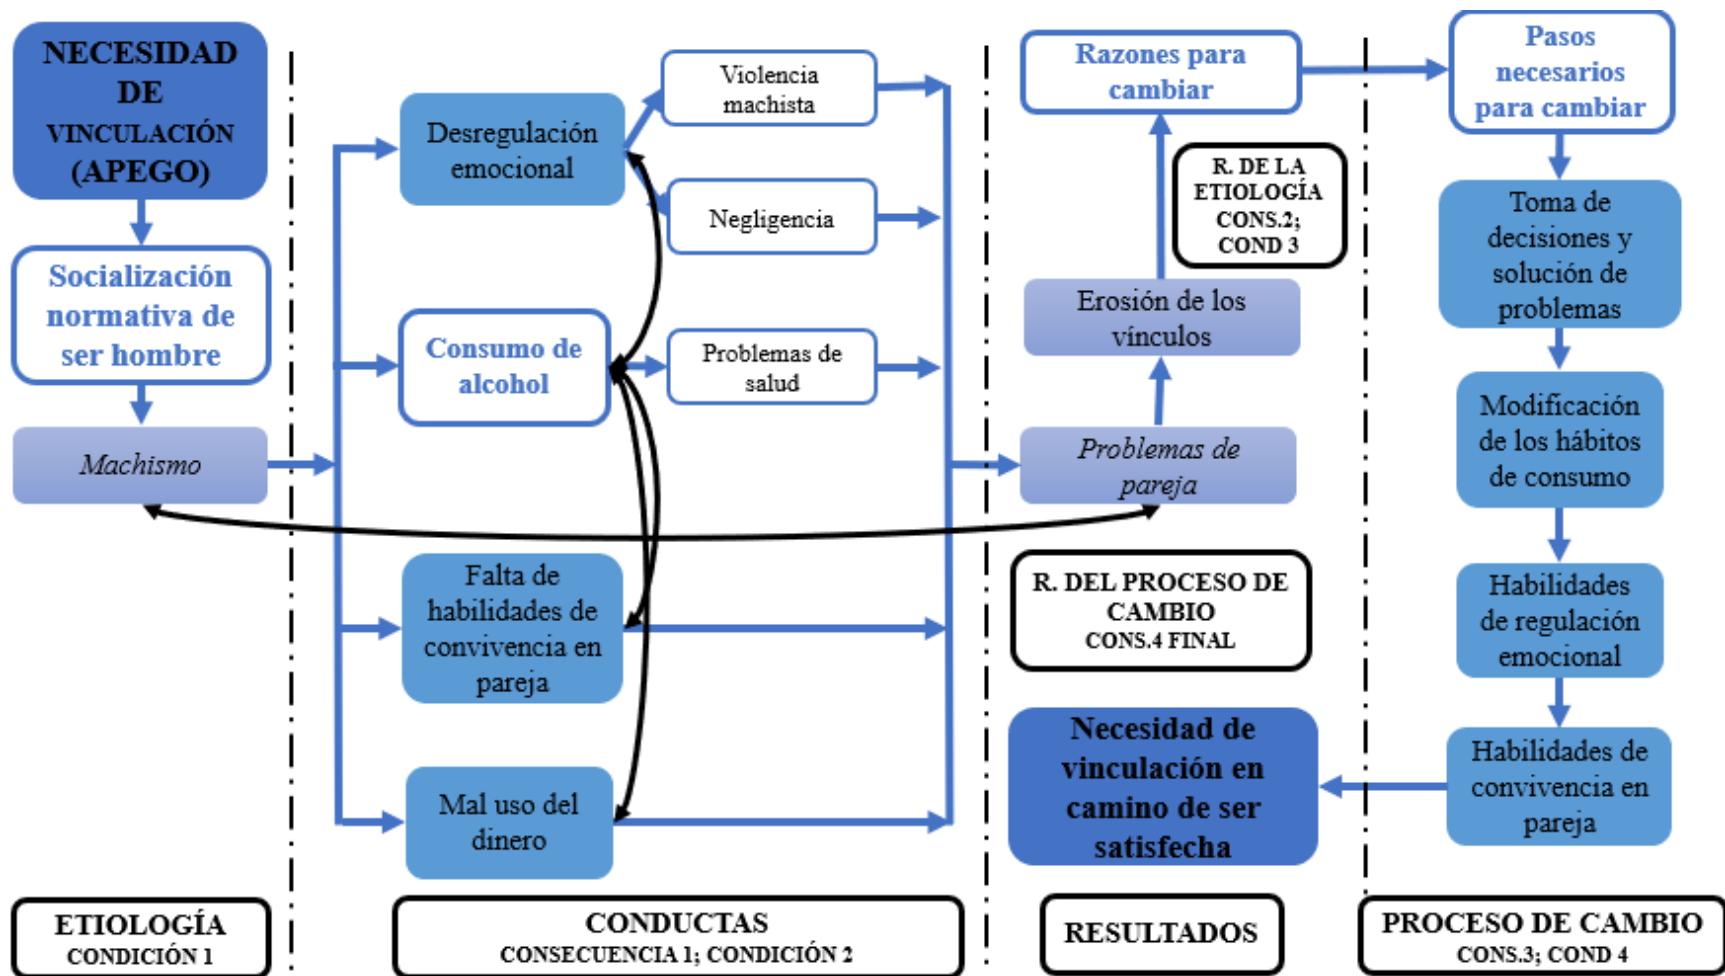 NECESIDAD
DE
VINCULACIÓN
(APEGO)
Socialización
normativa de
ser hombre
Machismo
ETIOLOGÍA
CONDICIÓN 1
Desregulación
emocional
Violencia
machista
Negligencia
Consumo de
alcohol
Problemas de
salud
Falta de
habilidades de
convivencia en
pareja
Mal uso del
dinero
CONDUCTAS
CONSECUENCIA 1; CONDICIÓN 2
Razones para
cambiar
R. DE LA
ETIOLOGÍA
CONS.2;
COND 3
Erosión de los
vínculos
Problemas de
pareja
R. DEL PROCESO DE
CAMBIO
CONS.4 FINAL
Necesidad de
vinculación en
camino de ser
satisfecha
RESULTADOS
Pasos
necesarios
para cambiar
Toma de
decisiones y
solución de
problemas
Modificación
de los hábitos
de consumo
Habilidades
de regulación
emocional
Habilidades de
convivencia en
pareja
PROCESO DE CAMBIO
CONS.3; COND 4